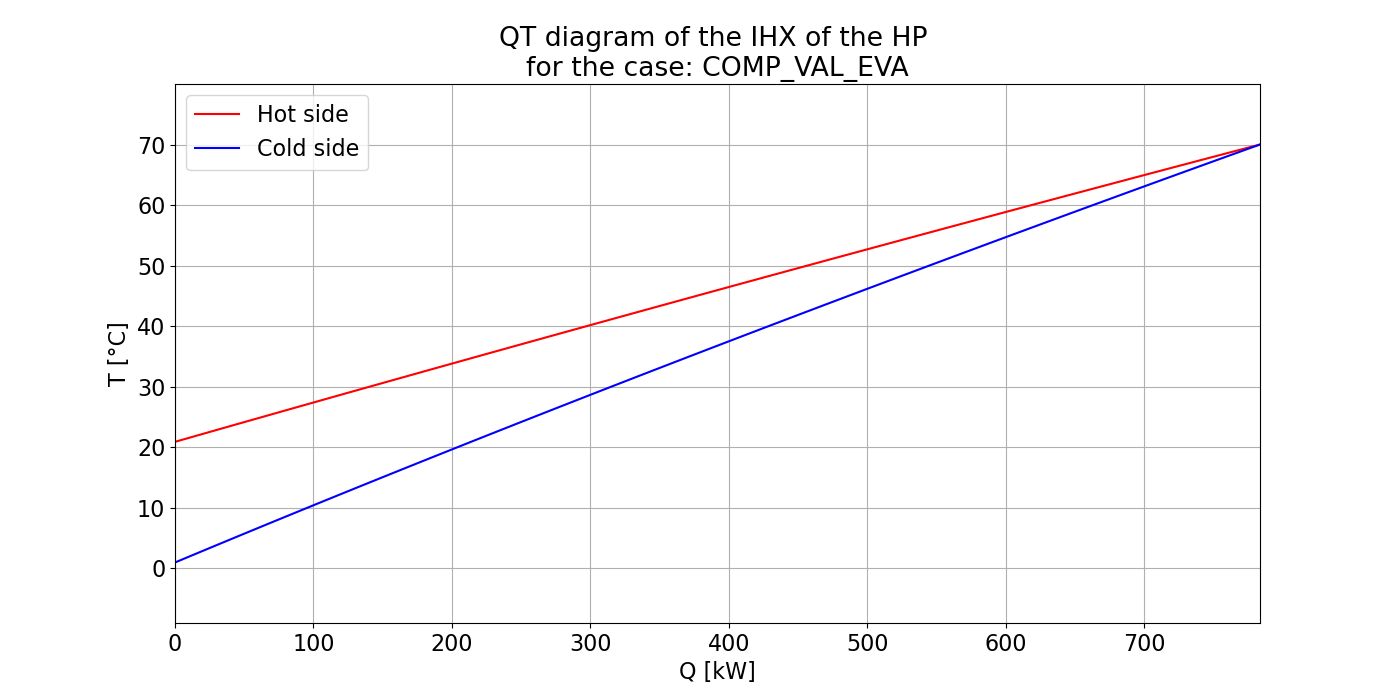 QT diagram of the IHX of the HP
for the case: COMP_VAL_EVA
Hot side
Cold side
70
60
50
40
30
20
10
0
T [°C]
0 100 200 300 400 500 600 700
Q [kW]